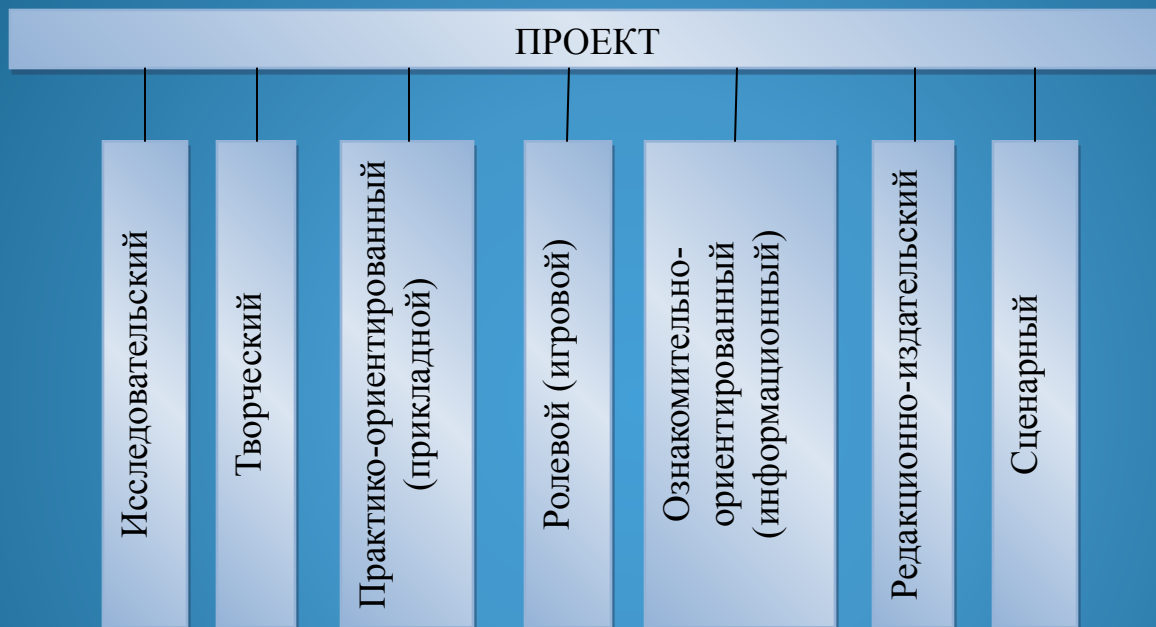 ПРОЕКТ
Исследовательский
Творческий
Практико-ориентированный
(прикладной)
Ролевой (игровой)
Ознакомительно-
ориентированный
(информационный)
Редакционно-издательский
Сценарный